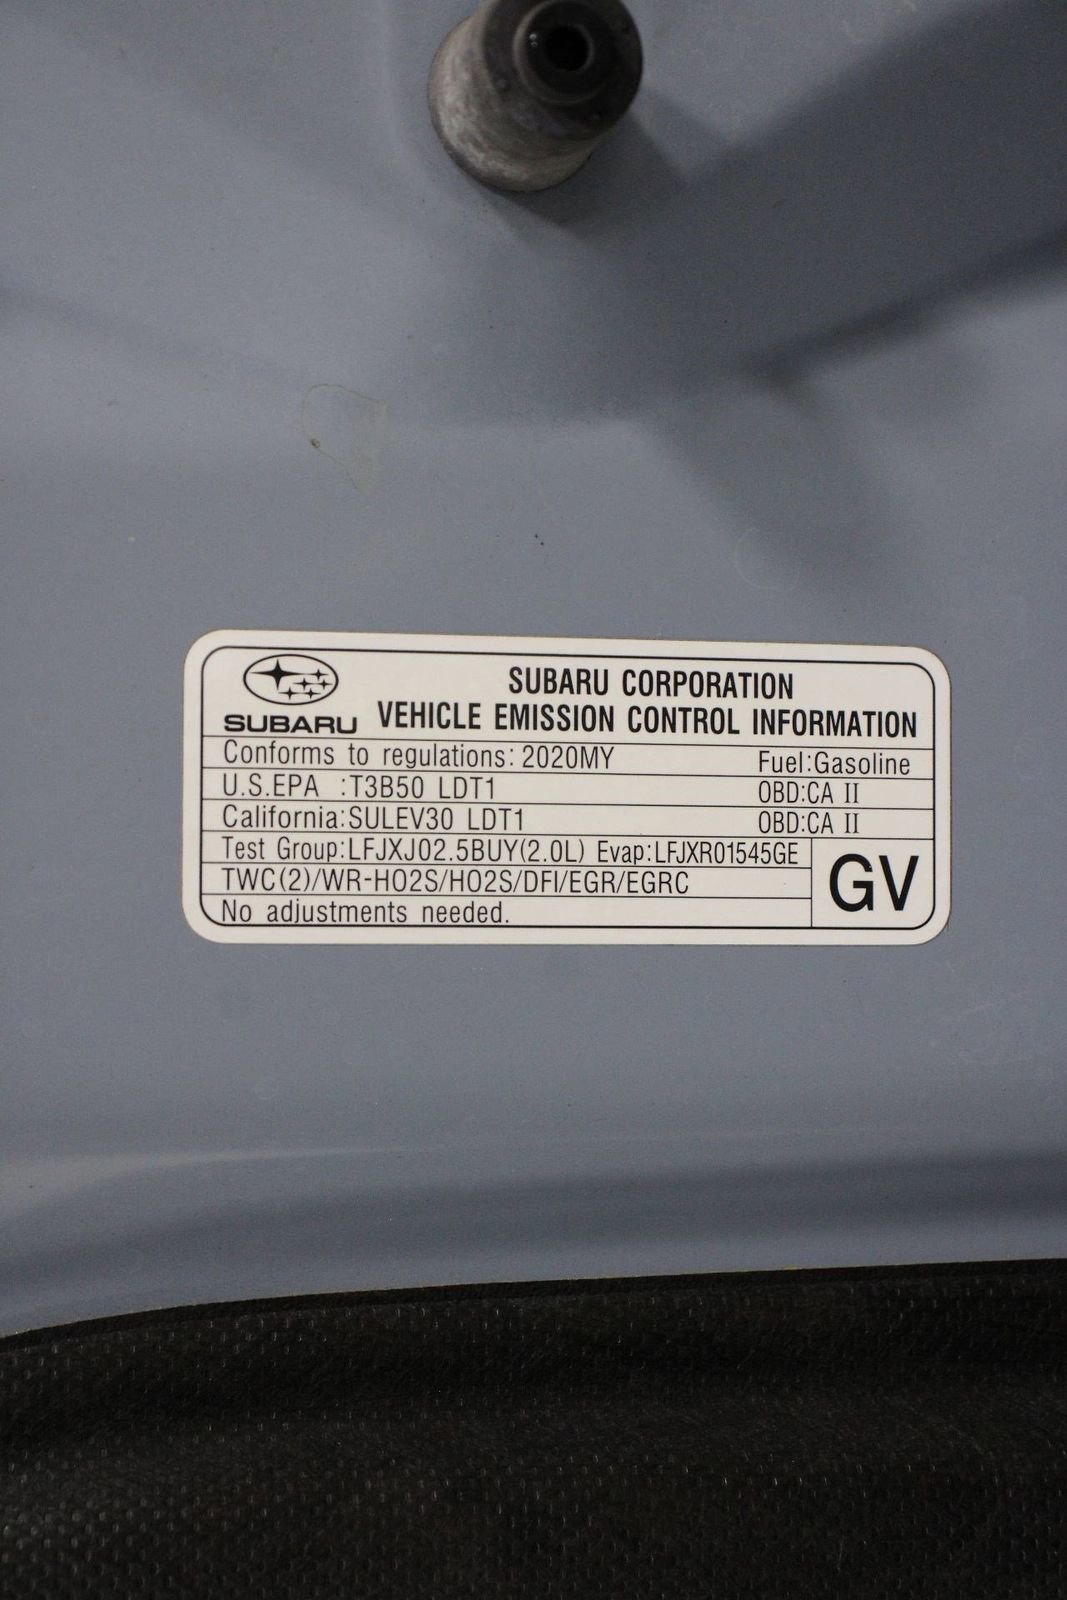 SUBARU CORPORATION
SUBARU VEHICLE EMISSION CONTROL INFORMATION
Conforms to regulations: 2020MY Fuel:Gasoline
U.S.EPA :T3B50 LDT1 OBD:CA II
California:SULEV30 LDT1 OBD:CA II
Test Group:LFJXJ02.5BUY(2.0L) Evap:LFJXR01545GE
TWC(2)/WR-HO2S/HO2S/DFI/EGR/EGRC
GV
No adjustments needed.